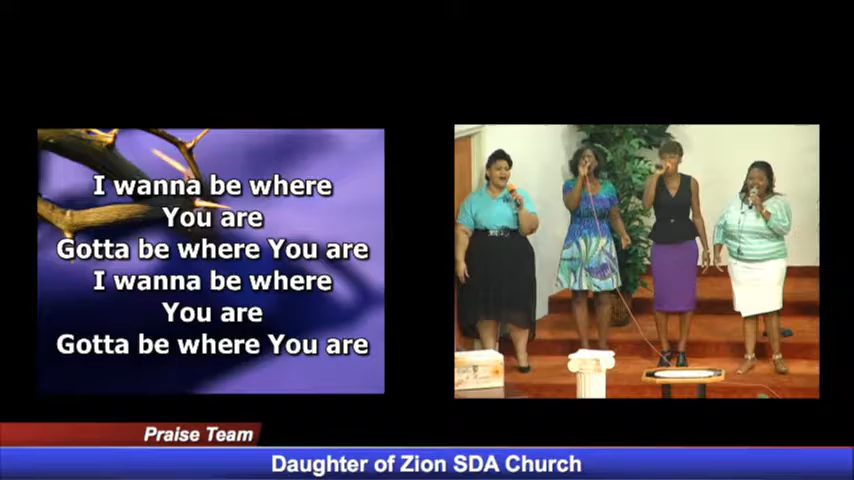 I wanna be where
You are
Gotta be where You are
I wanna be where
You are
Gotta be where You are
Praise Team
Daughter of Zion SDA Church